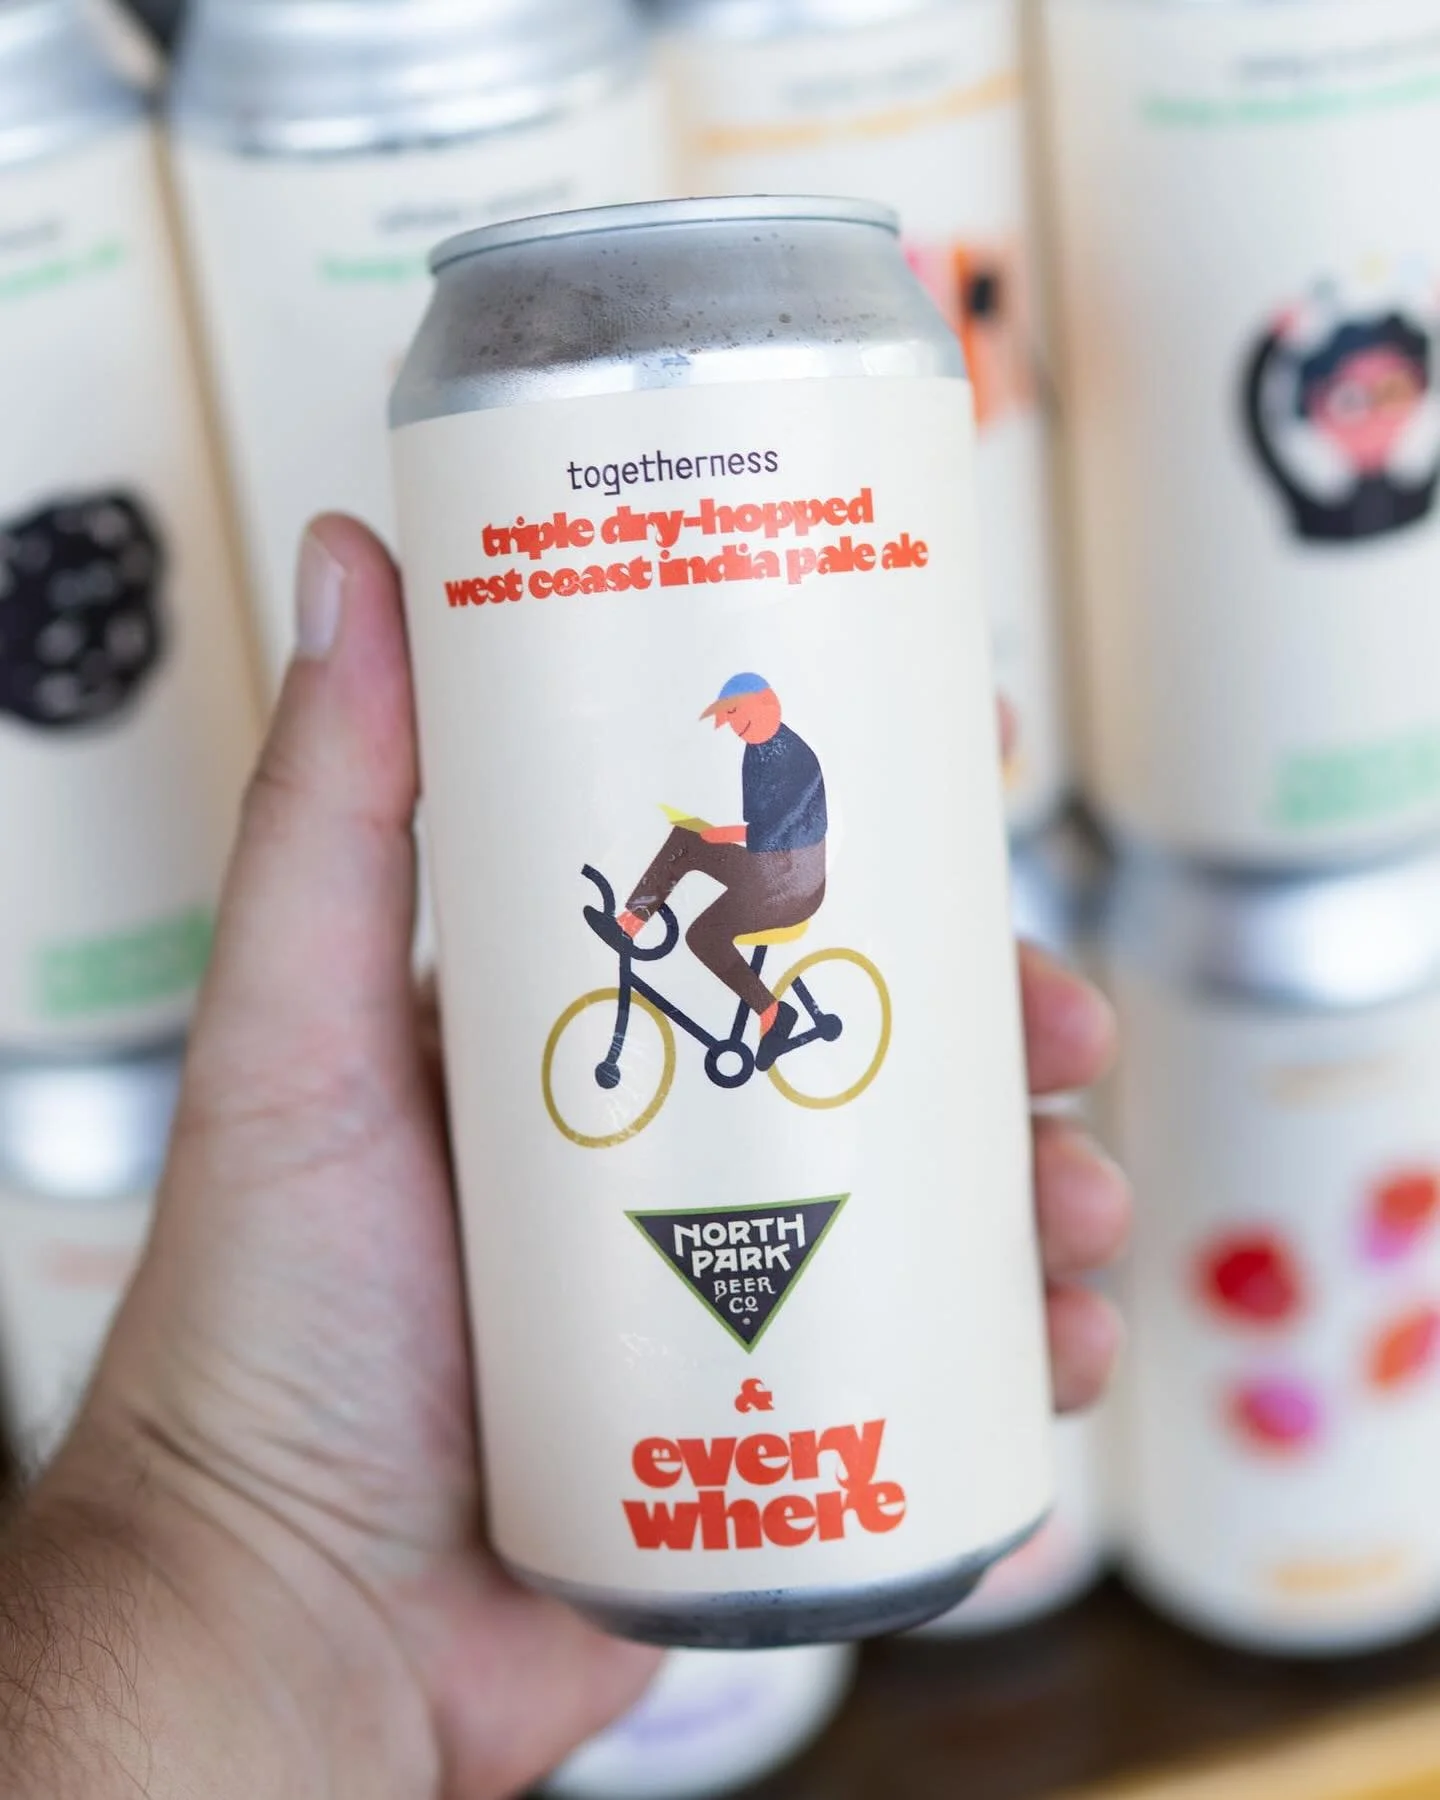 togetherness
triple dry-hopped
west coast india pale ale
NORTH
PARK
BEER
Co
&
every
where